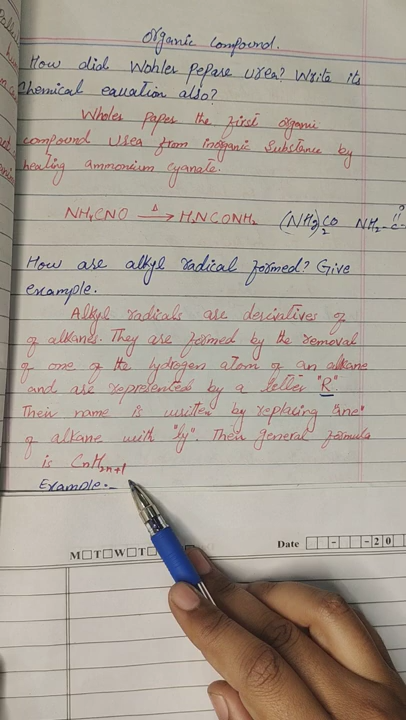 organic compound.
How did Wohler pepare urea? Write its
chemical equation also?
Wholer papes the first organic
compound urea from inorganic substance by
heating ammonium cyanate.
NH4CNO Δ→ H2NCONH2 (NH2)2CO NH2-C-
O
How are alkyl radical formed? Give
example.
Alkyl radicals are derivatives of
of alkanes. They are formed by the removal
of one of the hydrogen atom of an alkane
and are represented by a letter "R".
Their name is written by replacing "ane"
of alkane with "ly". Their general formula
is CnH2n+1
Example:-
M T W T Date - - 20